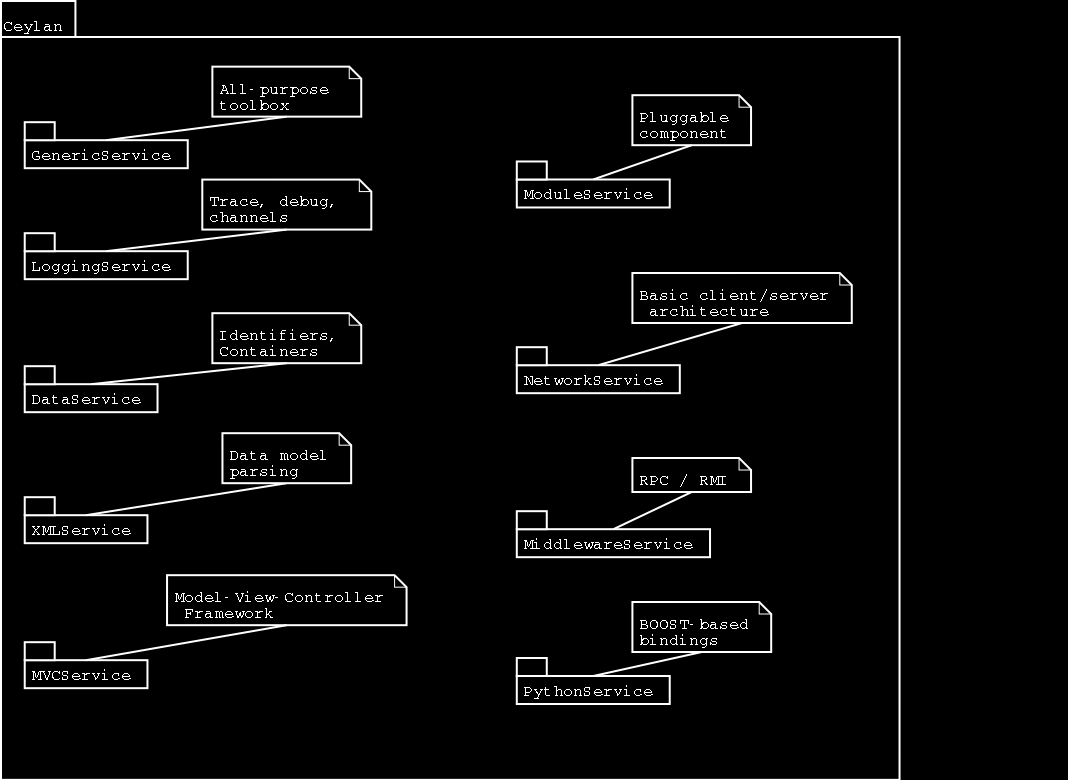 Ceylan
All-purpose
toolbox
GenericService
Trace, debug,
channels
LoggingService
Identifiers,
Containers
DataService
Data model
parsing
XMLService
Model-View-Controller
Framework
MVCService
Pluggable
component
ModuleService
Basic client/server
architecture
NetworkService
RPC / RMI
MiddlewareService
BOOST-based
bindings
PythonService